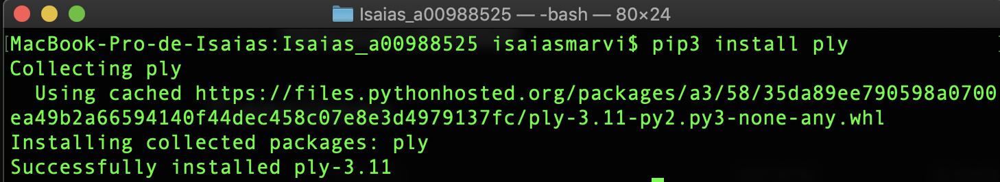 Isaias_a00988525 — -bash — 80×24
MacBook-Pro-de-Isaias:Isaias_a00988525 isaiasmarvi$ pip3 install ply
Collecting ply
  Using cached https://files.pythonhosted.org/packages/a3/58/35da89ee790598a0700
ea49b2a66594140f44dec458c07e8e3d4979137fc/ply-3.11-py2.py3-none-any.whl
Installing collected packages: ply
Successfully installed ply-3.11